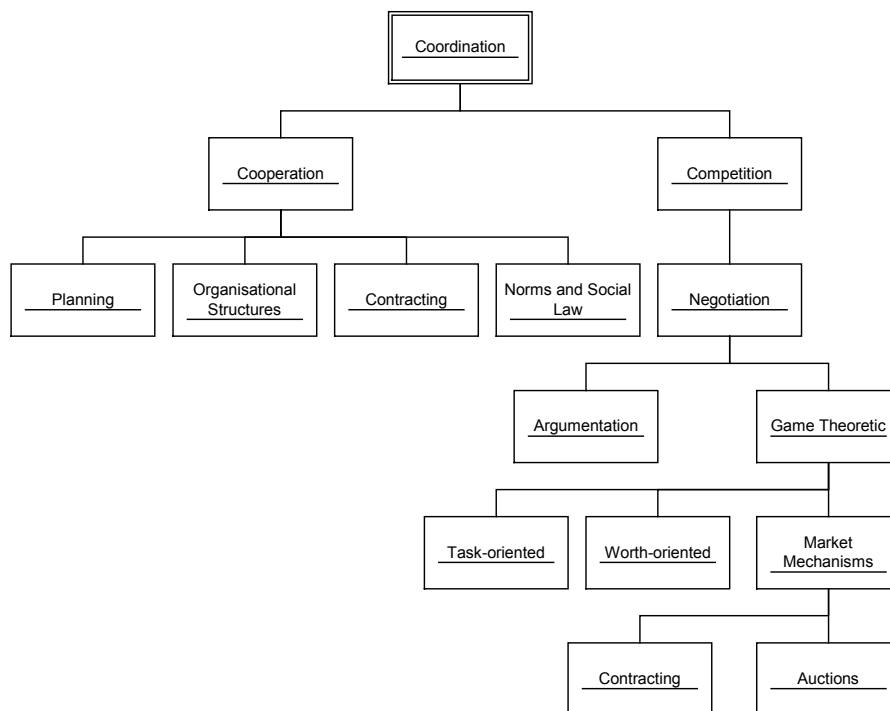 Coordination
Cooperation
Competition
Planning
Organisational
Structures
Contracting
Norms and Social
Law
Negotiation
Argumentation
Game Theoretic
Task-oriented
Worth-oriented
Market
Mechanisms
Contracting
Auctions